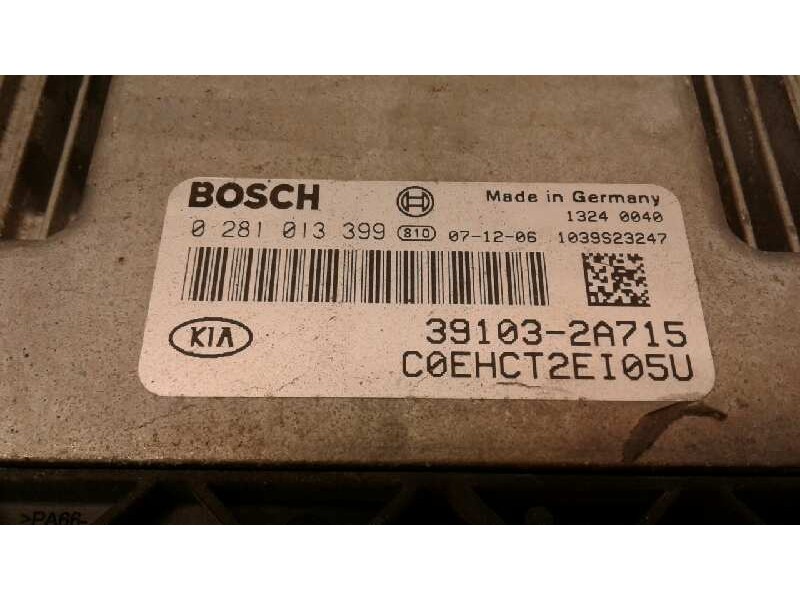 BOSCH
Made in Germany
1324 0040
0 281 013 399 810 07-12-06 1039S23247
KIA
39103-2A715
C0EHCT2EI05U
>PA66-